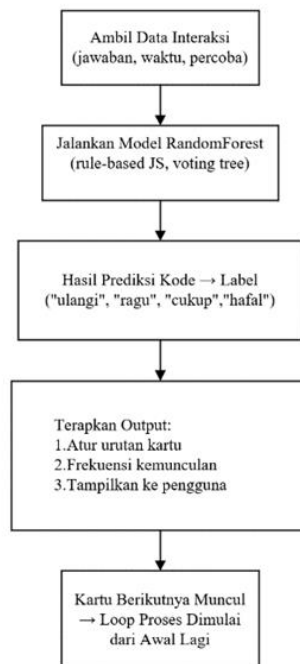 Ambil Data Interaksi
(jawaban, waktu, percoba)
Jalankan Model RandomForest
(rule-based JS, voting tree)
Hasil Prediksi Kode → Label
("ulangi", "ragu", "cukup","hafal")
Terapkan Output:
1.Atur urutan kartu
2.Frekuensi kemunculan
3.Tampilkan ke pengguna
Kartu Berikutnya Muncul
→ Loop Proses Dimulai
dari Awal Lagi